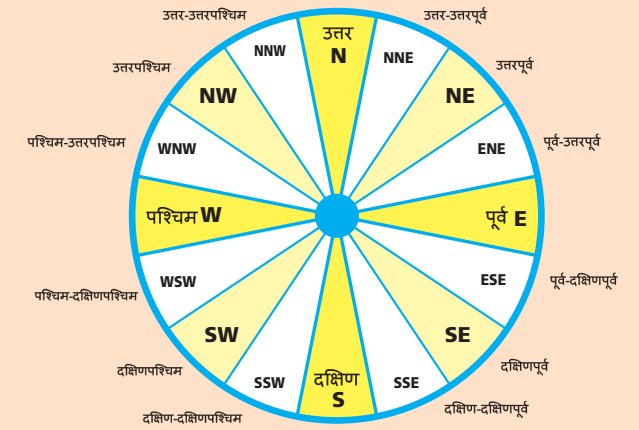 उत्तर-उत्तरपश्चिम
उत्तर-उत्तरपूर्व
उत्तर
N
NNW
NNE
उत्तरपश्चिम
उत्तरपूर्व
NW
NE
पश्चिम-उत्तरपश्चिम
WNW
ENE
पूर्व-उत्तरपूर्व
पश्चिम W
पूर्व E
पश्चिम-दक्षिणपश्चिम
WSW
ESE
पूर्व-दक्षिणपूर्व
SW
SE
दक्षिणपश्चिम
दक्षिणपूर्व
SSW
दक्षिण
S
SSE
दक्षिण-दक्षिणपश्चिम
दक्षिण-दक्षिणपूर्व